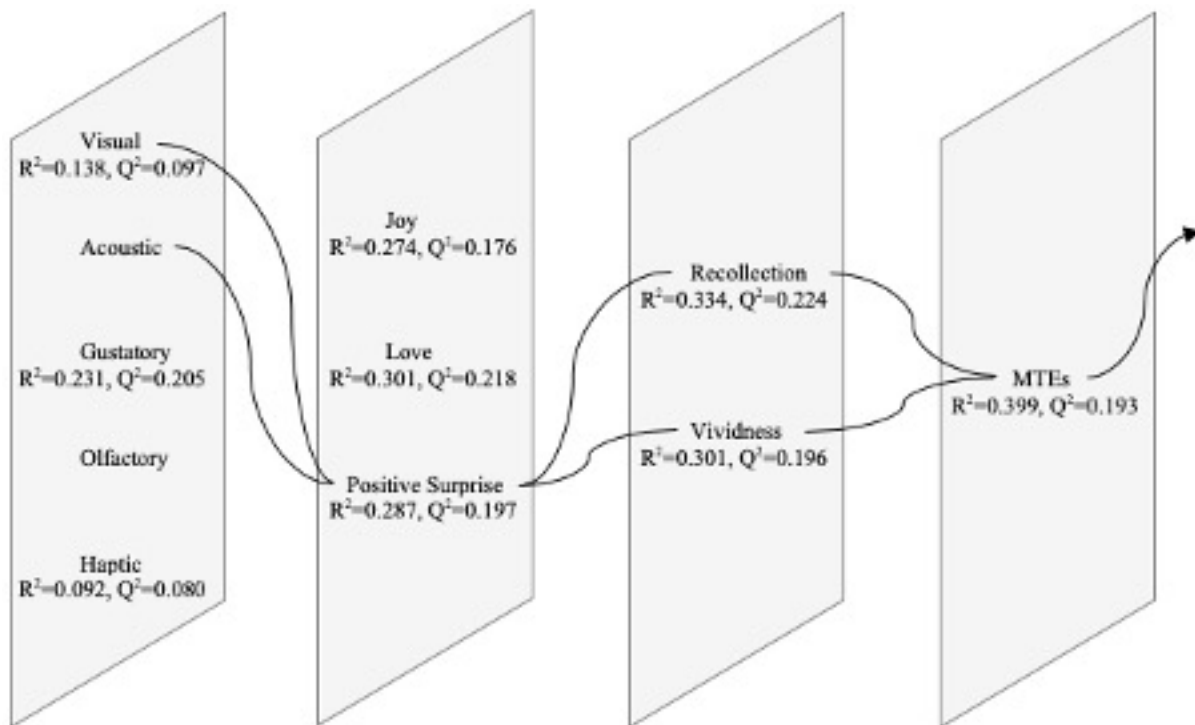 Visual
R²=0.138, Q²=0.097
Acoustic
Gustatory
R²=0.231, Q²=0.205
Olfactory
Haptic
R²=0.092, Q²=0.080
Joy
R²=0.274, Q²=0.176
Love
R²=0.301, Q²=0.218
Positive Surprise
R²=0.287, Q²=0.197
Recollection
R²=0.334, Q²=0.224
Vividness
R²=0.301, Q²=0.196
MTEs
R²=0.399, Q²=0.193